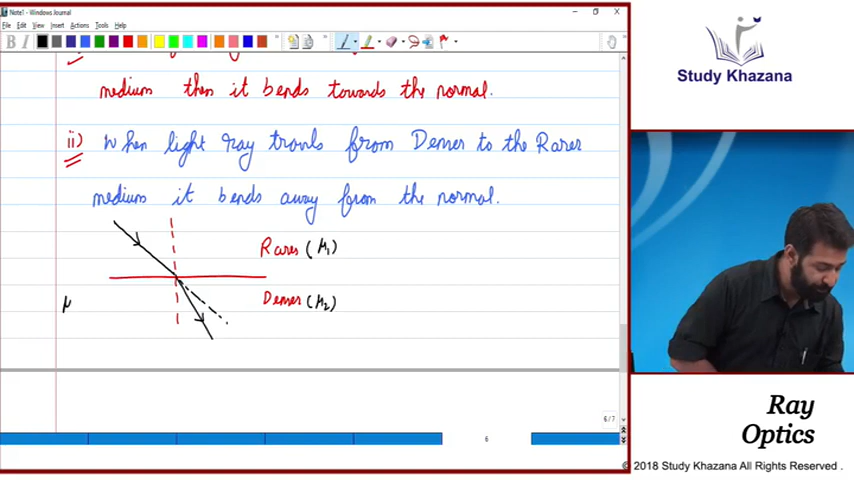 Note1 - Windows Journal
File Edit View Insert Actions Tools Help
B I
medium then it bends towards the normal.
ii) When light ray travls from Denser to the Rarer
medium it bends away from the normal.
Rarer (μ1)
Denser (μ2)
μ
6/7
6
Study Khazana
Ray
Optics
© 2018 Study Khazana All Rights Reserved .